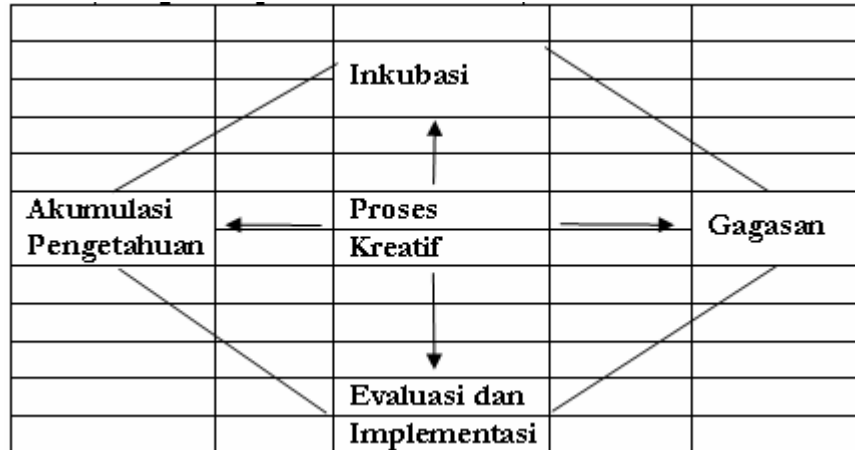 Inkubasi
Akumulasi
Pengetahuan
Proses
Kreatif
Gagasan
Evaluasi dan
Implementasi